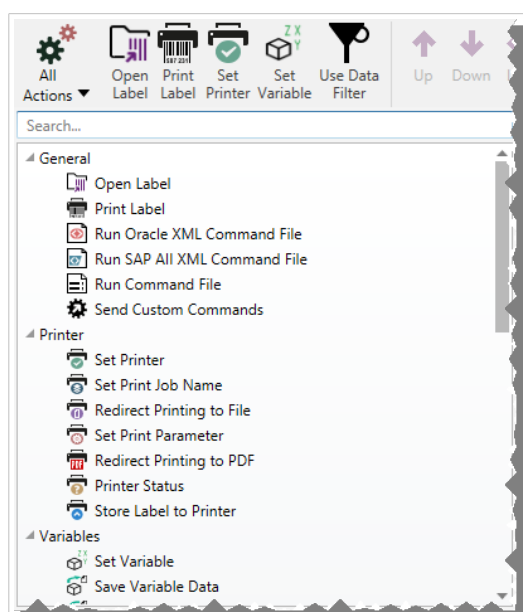 All Actions
Open Label
Print Label
Set Printer
Set Variable
Use Data Filter
Up
Down
Search...
General
Open Label
Print Label
Run Oracle XML Command File
Run SAP AII XML Command File
Run Command File
Send Custom Commands
Printer
Set Printer
Set Print Job Name
Redirect Printing to File
Set Print Parameter
Redirect Printing to PDF
Printer Status
Store Label to Printer
Variables
Set Variable
Save Variable Data